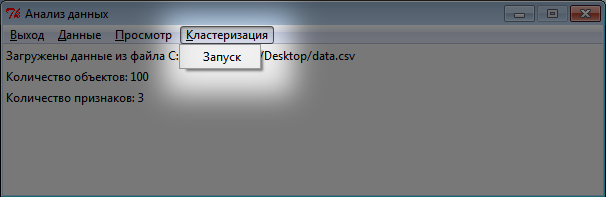 Анализ данных
Выход Данные Просмотр Кластеризация
Загружены данные из файла C: /Desktop/data.csv
Запуск
Количество объектов: 100
Количество признаков: 3